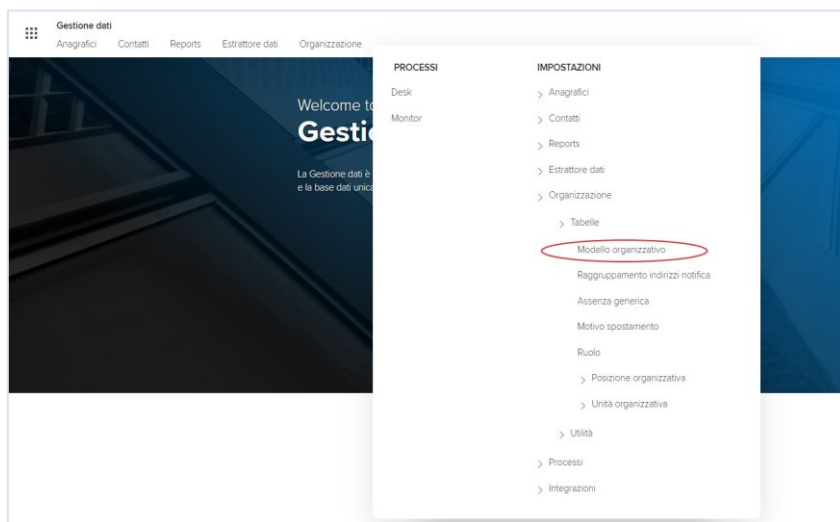 Gestione dati
Anagrafici Contatti Reports Estrattore dati Organizzazione
Welcome to
Gesti
La Gestione dati è
e la base dati unica
PROCESSI
Desk
Monitor
IMPOSTAZIONI
Anagrafici
Contatti
Reports
Estrattore dati
Organizzazione
Tabelle
Modello organizzativo
Raggruppamento indirizzi notifica
Assenza generica
Motivo spostamento
Ruolo
Posizione organizzativa
Unità organizzativa
Utilità
Processi
Integrazioni